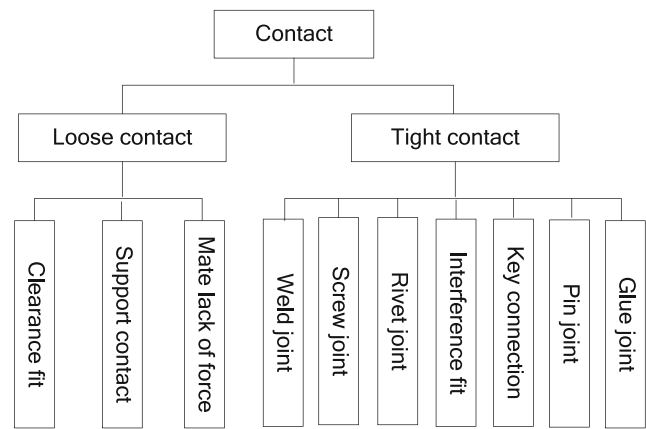 Contact
Loose contact
Tight contact
Clearance fit
Support contact
Mate lack of force
Weld joint
Screw joint
Rivet joint
Interference fit
Key connection
Pin joint
Glue joint